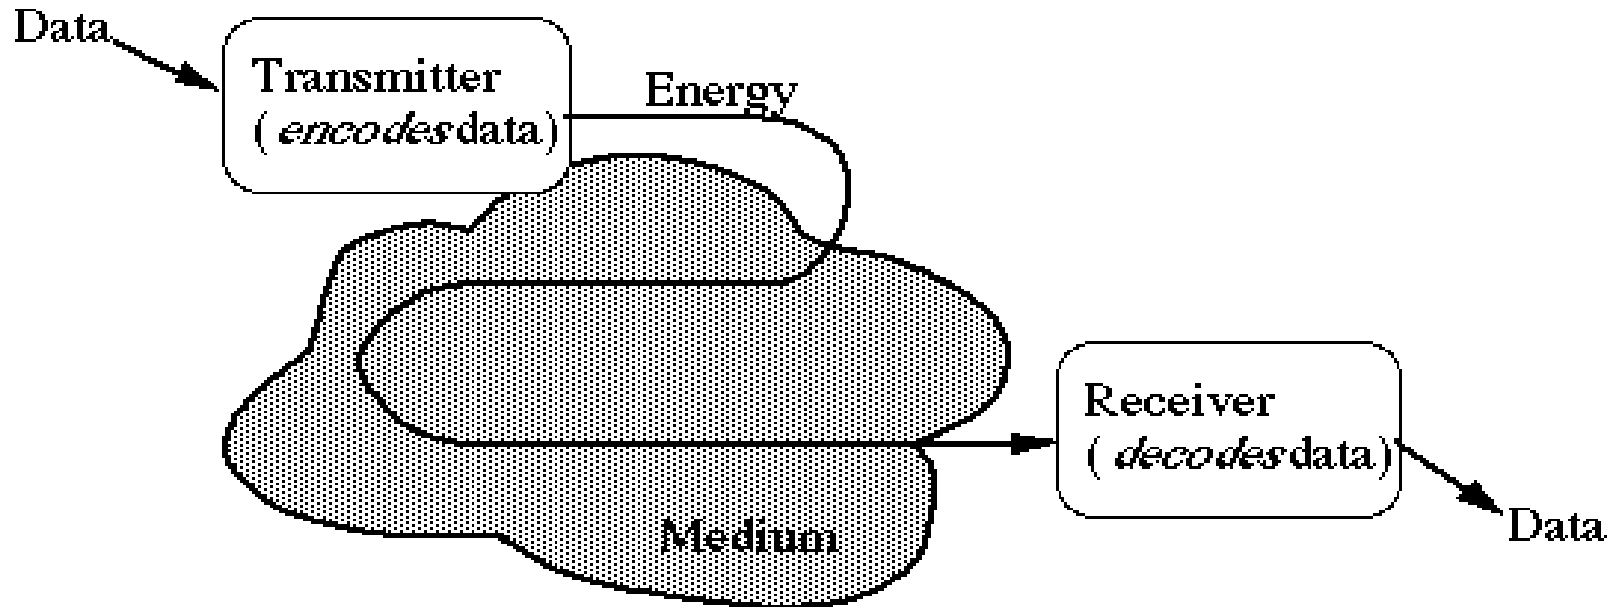 Data
Transmitter
(encodes data)
Energy
Receiver
(decodes data)
Medium
Data